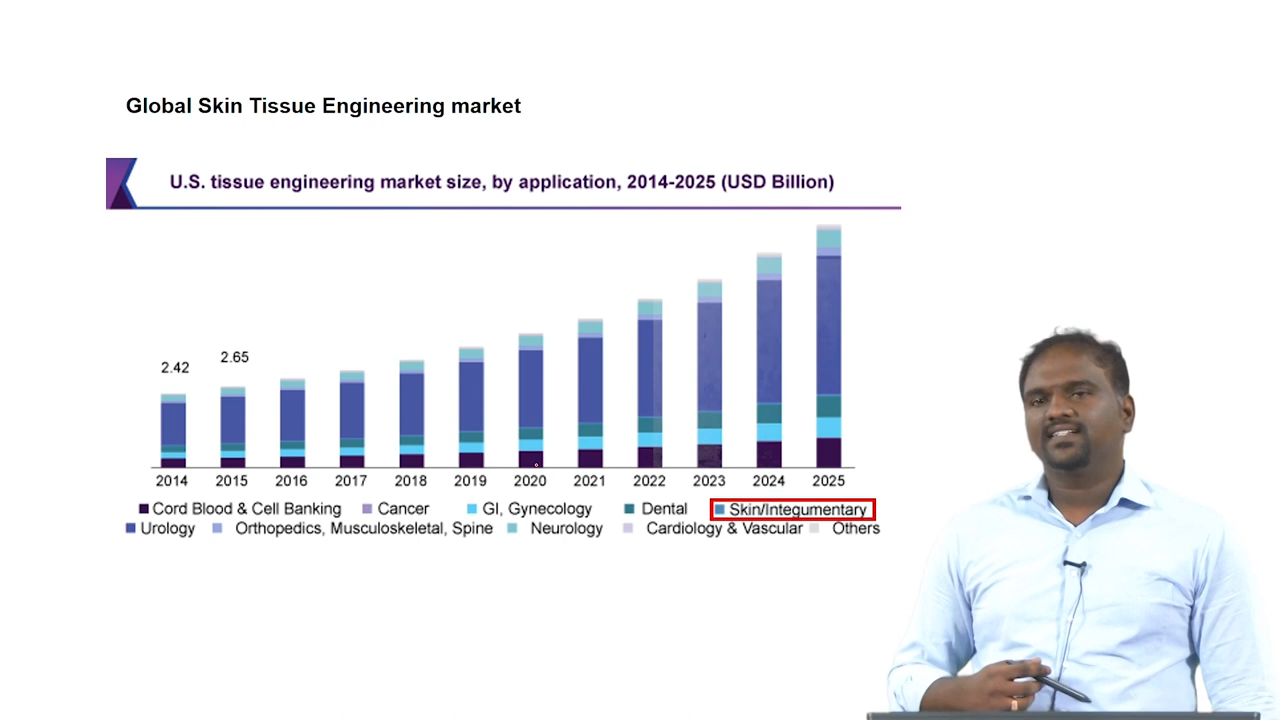 Global Skin Tissue Engineering market
U.S. tissue engineering market size, by application, 2014-2025 (USD Billion)
2.42
2.65
2014 2015 2016 2017 2018 2019 2020 2021 2022 2023 2024 2025
Cord Blood & Cell Banking Cancer GI, Gynecology Dental Skin/Integumentary
Urology Orthopedics, Musculoskeletal, Spine Neurology Cardiology & Vascular Others